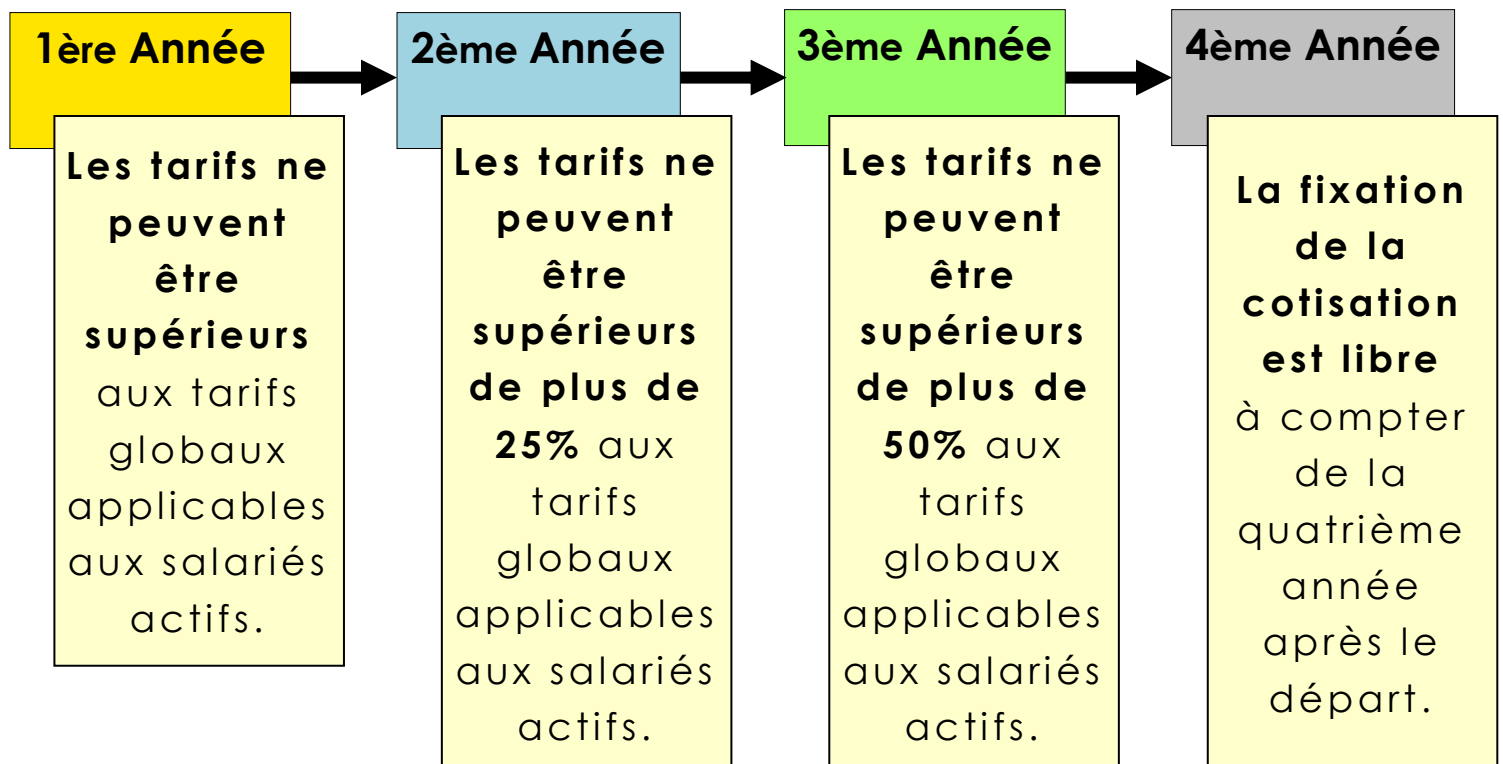 1ère Année
Les tarifs ne
peuvent
être
supérieurs
aux tarifs
globaux
applicables
aux salariés
actifs.
2ème Année
Les tarifs ne
peuvent
être
supérieurs
de plus de
25% aux
tarifs
globaux
applicables
aux salariés
actifs.
3ème Année
Les tarifs ne
peuvent
être
supérieurs
de plus de
50% aux
tarifs
globaux
applicables
aux salariés
actifs.
4ème Année
La fixation
de la
cotisation
est libre
à compter
de la
quatrième
année
après le
départ.